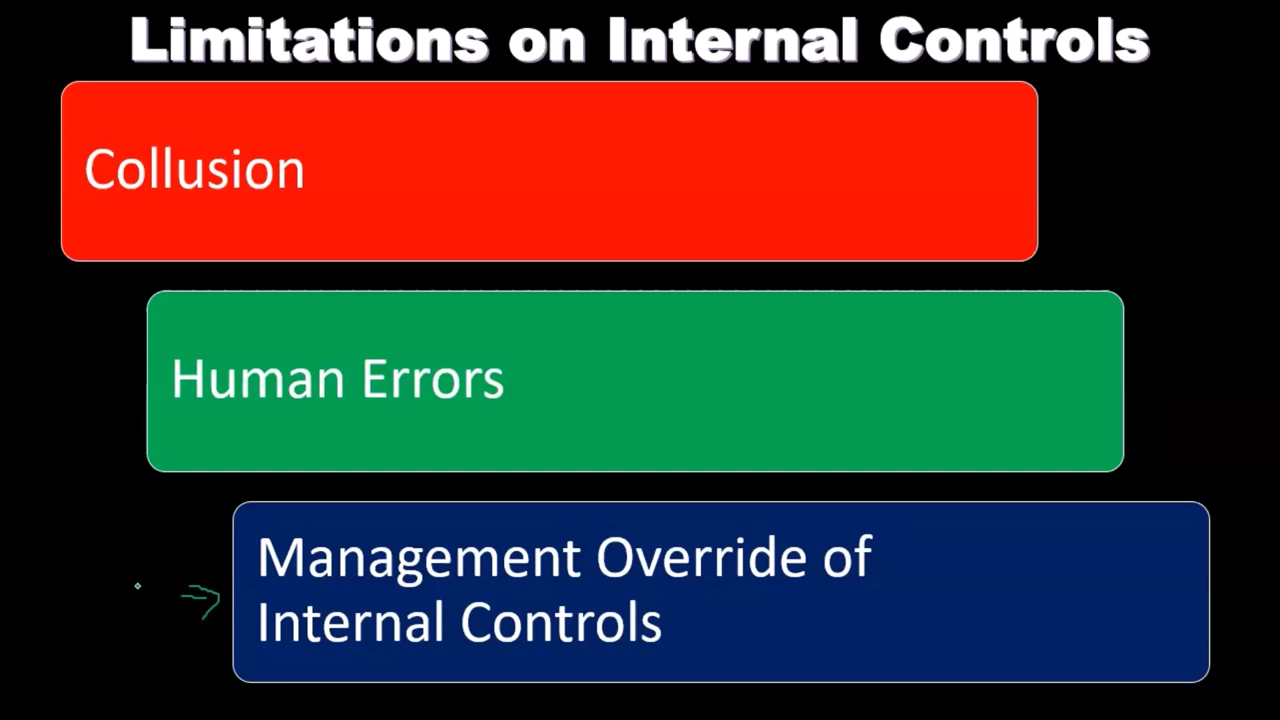 Limitations on Internal Controls
Collusion
Human Errors
Management Override of
Internal Controls